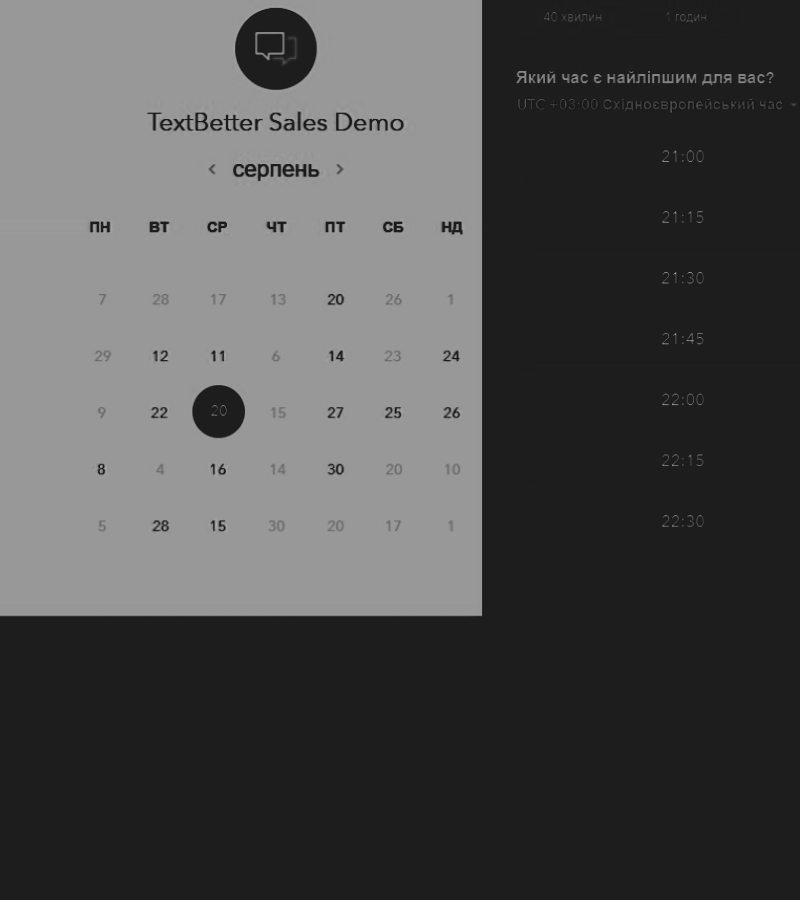 TextBetter Sales Demo
‹ серпень ›
ПН ВТ СР ЧТ ПТ СБ НД
7 28 17 13 20 26 1
29 12 11 6 14 23 24
9 22 20 15 27 25 26
8 4 16 14 30 20 10
5 28 15 30 20 17 1
40 хвилин 1 годин
Який час є найліпшим для вас?
UTC +03:00 Східноєвропейський час
21:00
21:15
21:30
21:45
22:00
22:15
22:30